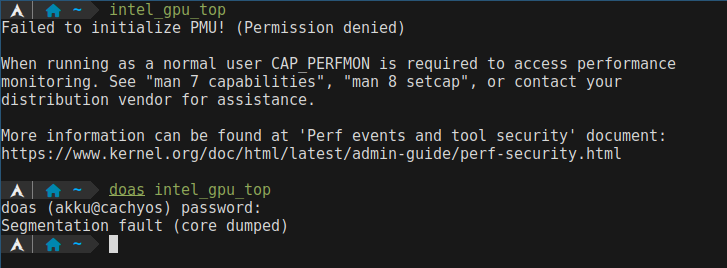 ~ intel_gpu_top
Failed to initialize PMU! (Permission denied)
When running as a normal user CAP_PERFMON is required to access performance
monitoring. See "man 7 capabilities", "man 8 setcap", or contact your
distribution vendor for assistance.
More information can be found at 'Perf events and tool security' document:
https://www.kernel.org/doc/html/latest/admin-guide/perf-security.html
~ doas intel_gpu_top
doas (akku@cachyos) password:
Segmentation fault (core dumped)
~